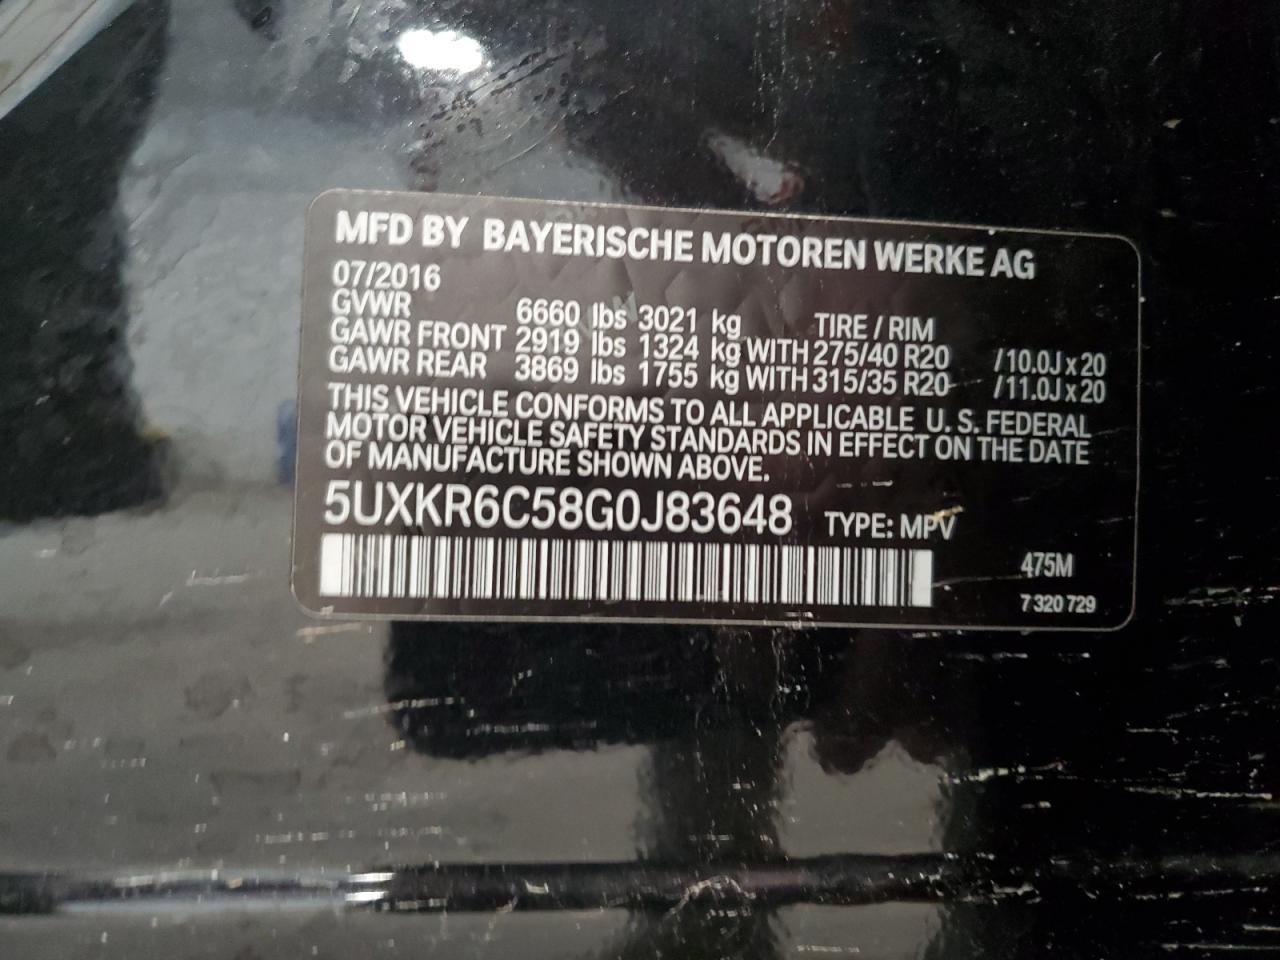 MFD BY BAYERISCHE MOTOREN WERKE AG
07/2016
GVWR 6660 lbs 3021 kg TIRE / RIM
GAWR FRONT 2919 lbs 1324 kg WITH 275/40 R20 /10.0J x 20
GAWR REAR 3869 lbs 1755 kg WITH 315/35 R20 /11.0J x 20
THIS VEHICLE CONFORMS TO ALL APPLICABLE U.S. FEDERAL
MOTOR VEHICLE SAFETY STANDARDS IN EFFECT ON THE DATE
OF MANUFACTURE SHOWN ABOVE.
5UXKR6C58G0J83648 TYPE: MPV
475M
7 320 729